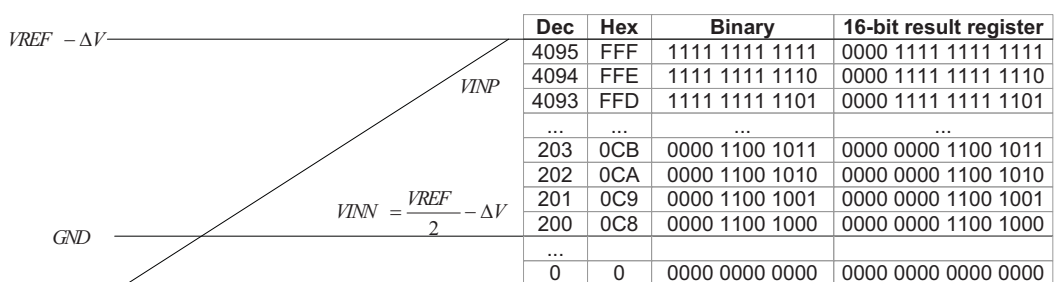 VREF − ΔV
VINP
VINN = VREF/2 − ΔV
GND
Dec Hex Binary 16-bit result register
4095 FFF 1111 1111 1111 0000 1111 1111 1111
4094 FFE 1111 1111 1110 0000 1111 1111 1110
4093 FFD 1111 1111 1101 0000 1111 1111 1101
... ... ... ...
203 0CB 0000 1100 1011 0000 0000 1100 1011
202 0CA 0000 1100 1010 0000 0000 1100 1010
201 0C9 0000 1100 1001 0000 0000 1100 1001
200 0C8 0000 1100 1000 0000 0000 1100 1000
...
0 0 0000 0000 0000 0000 0000 0000 0000